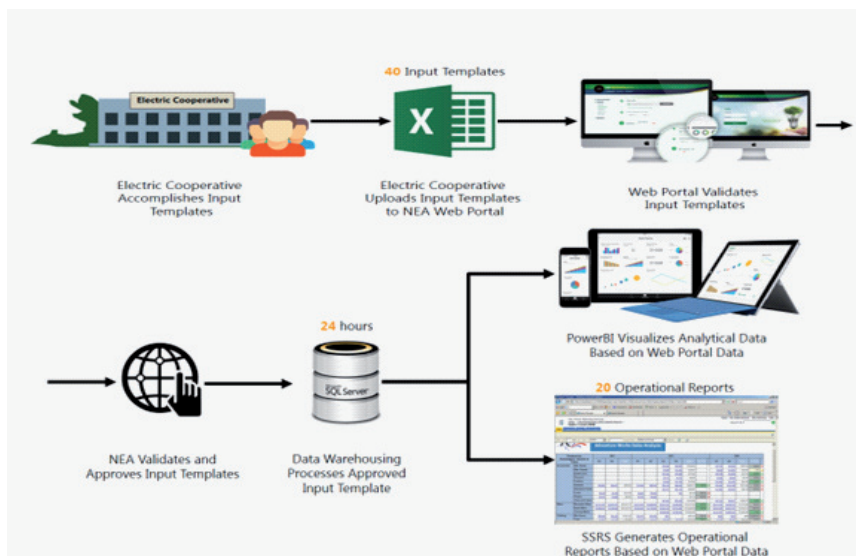 40 Input Templates
Electric Cooperative
X
Electric Cooperative
Accomplishes Input
Templates
Electric Cooperative
Uploads Input Templates
to NEA Web Portal
Web Portal Validates
Input Templates
24 hours
SQL Server
PowerBI Visualizes Analytical Data
Based on Web Portal Data
20 Operational Reports
NEA Validates and
Approves Input Templates
Data Warehousing
Processes Approved
Input Template
SSRS Generates Operational
Reports Based on Web Portal Data